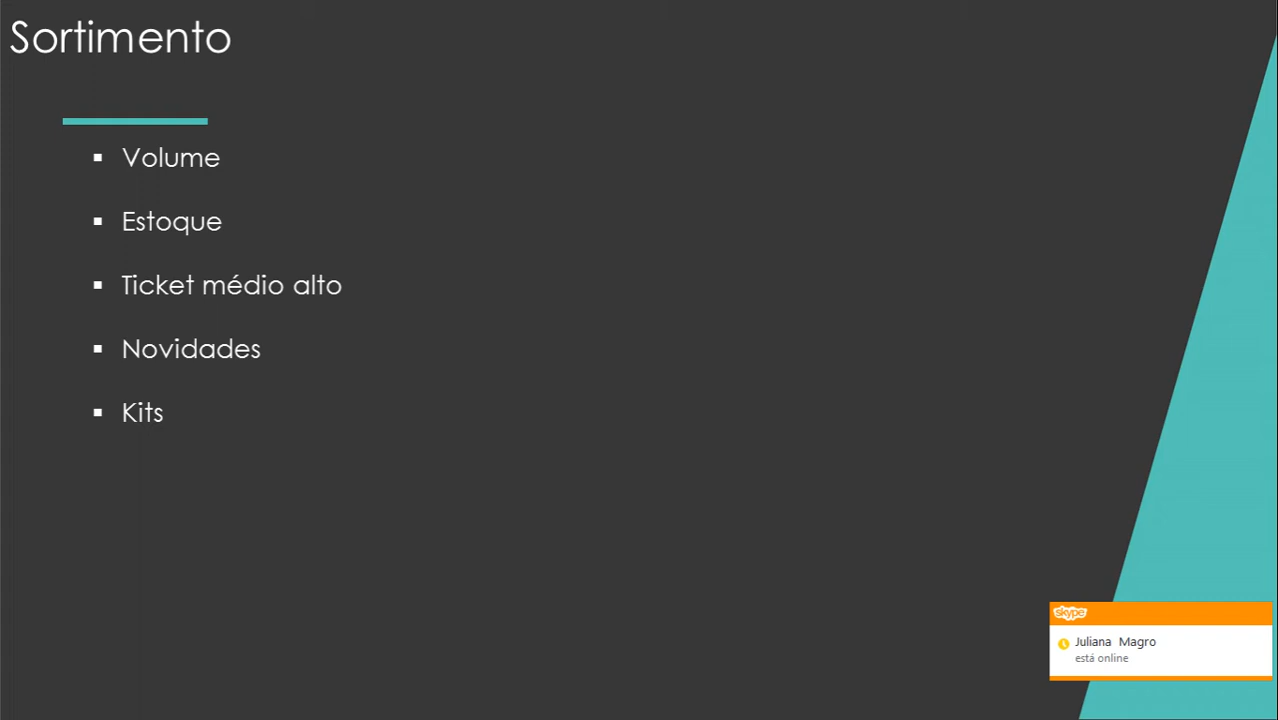 Sortimento
Volume
Estoque
Ticket médio alto
Novidades
Kits
skype
Juliana Magro
está online